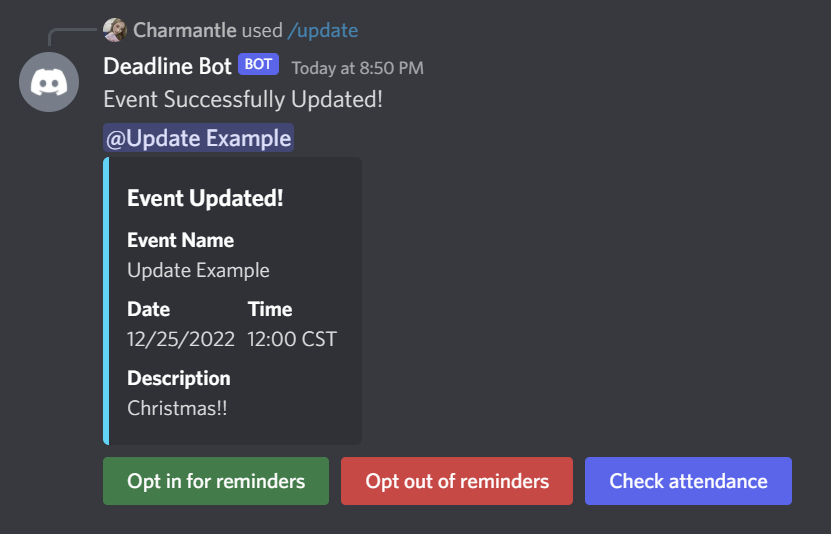 Charmantle used /update
Deadline Bot BOT Today at 8:50 PM
Event Successfully Updated!
@Update Example
Event Updated!
Event Name
Update Example
Date Time
12/25/2022 12:00 CST
Description
Christmas!!
Opt in for reminders Opt out of reminders Check attendance